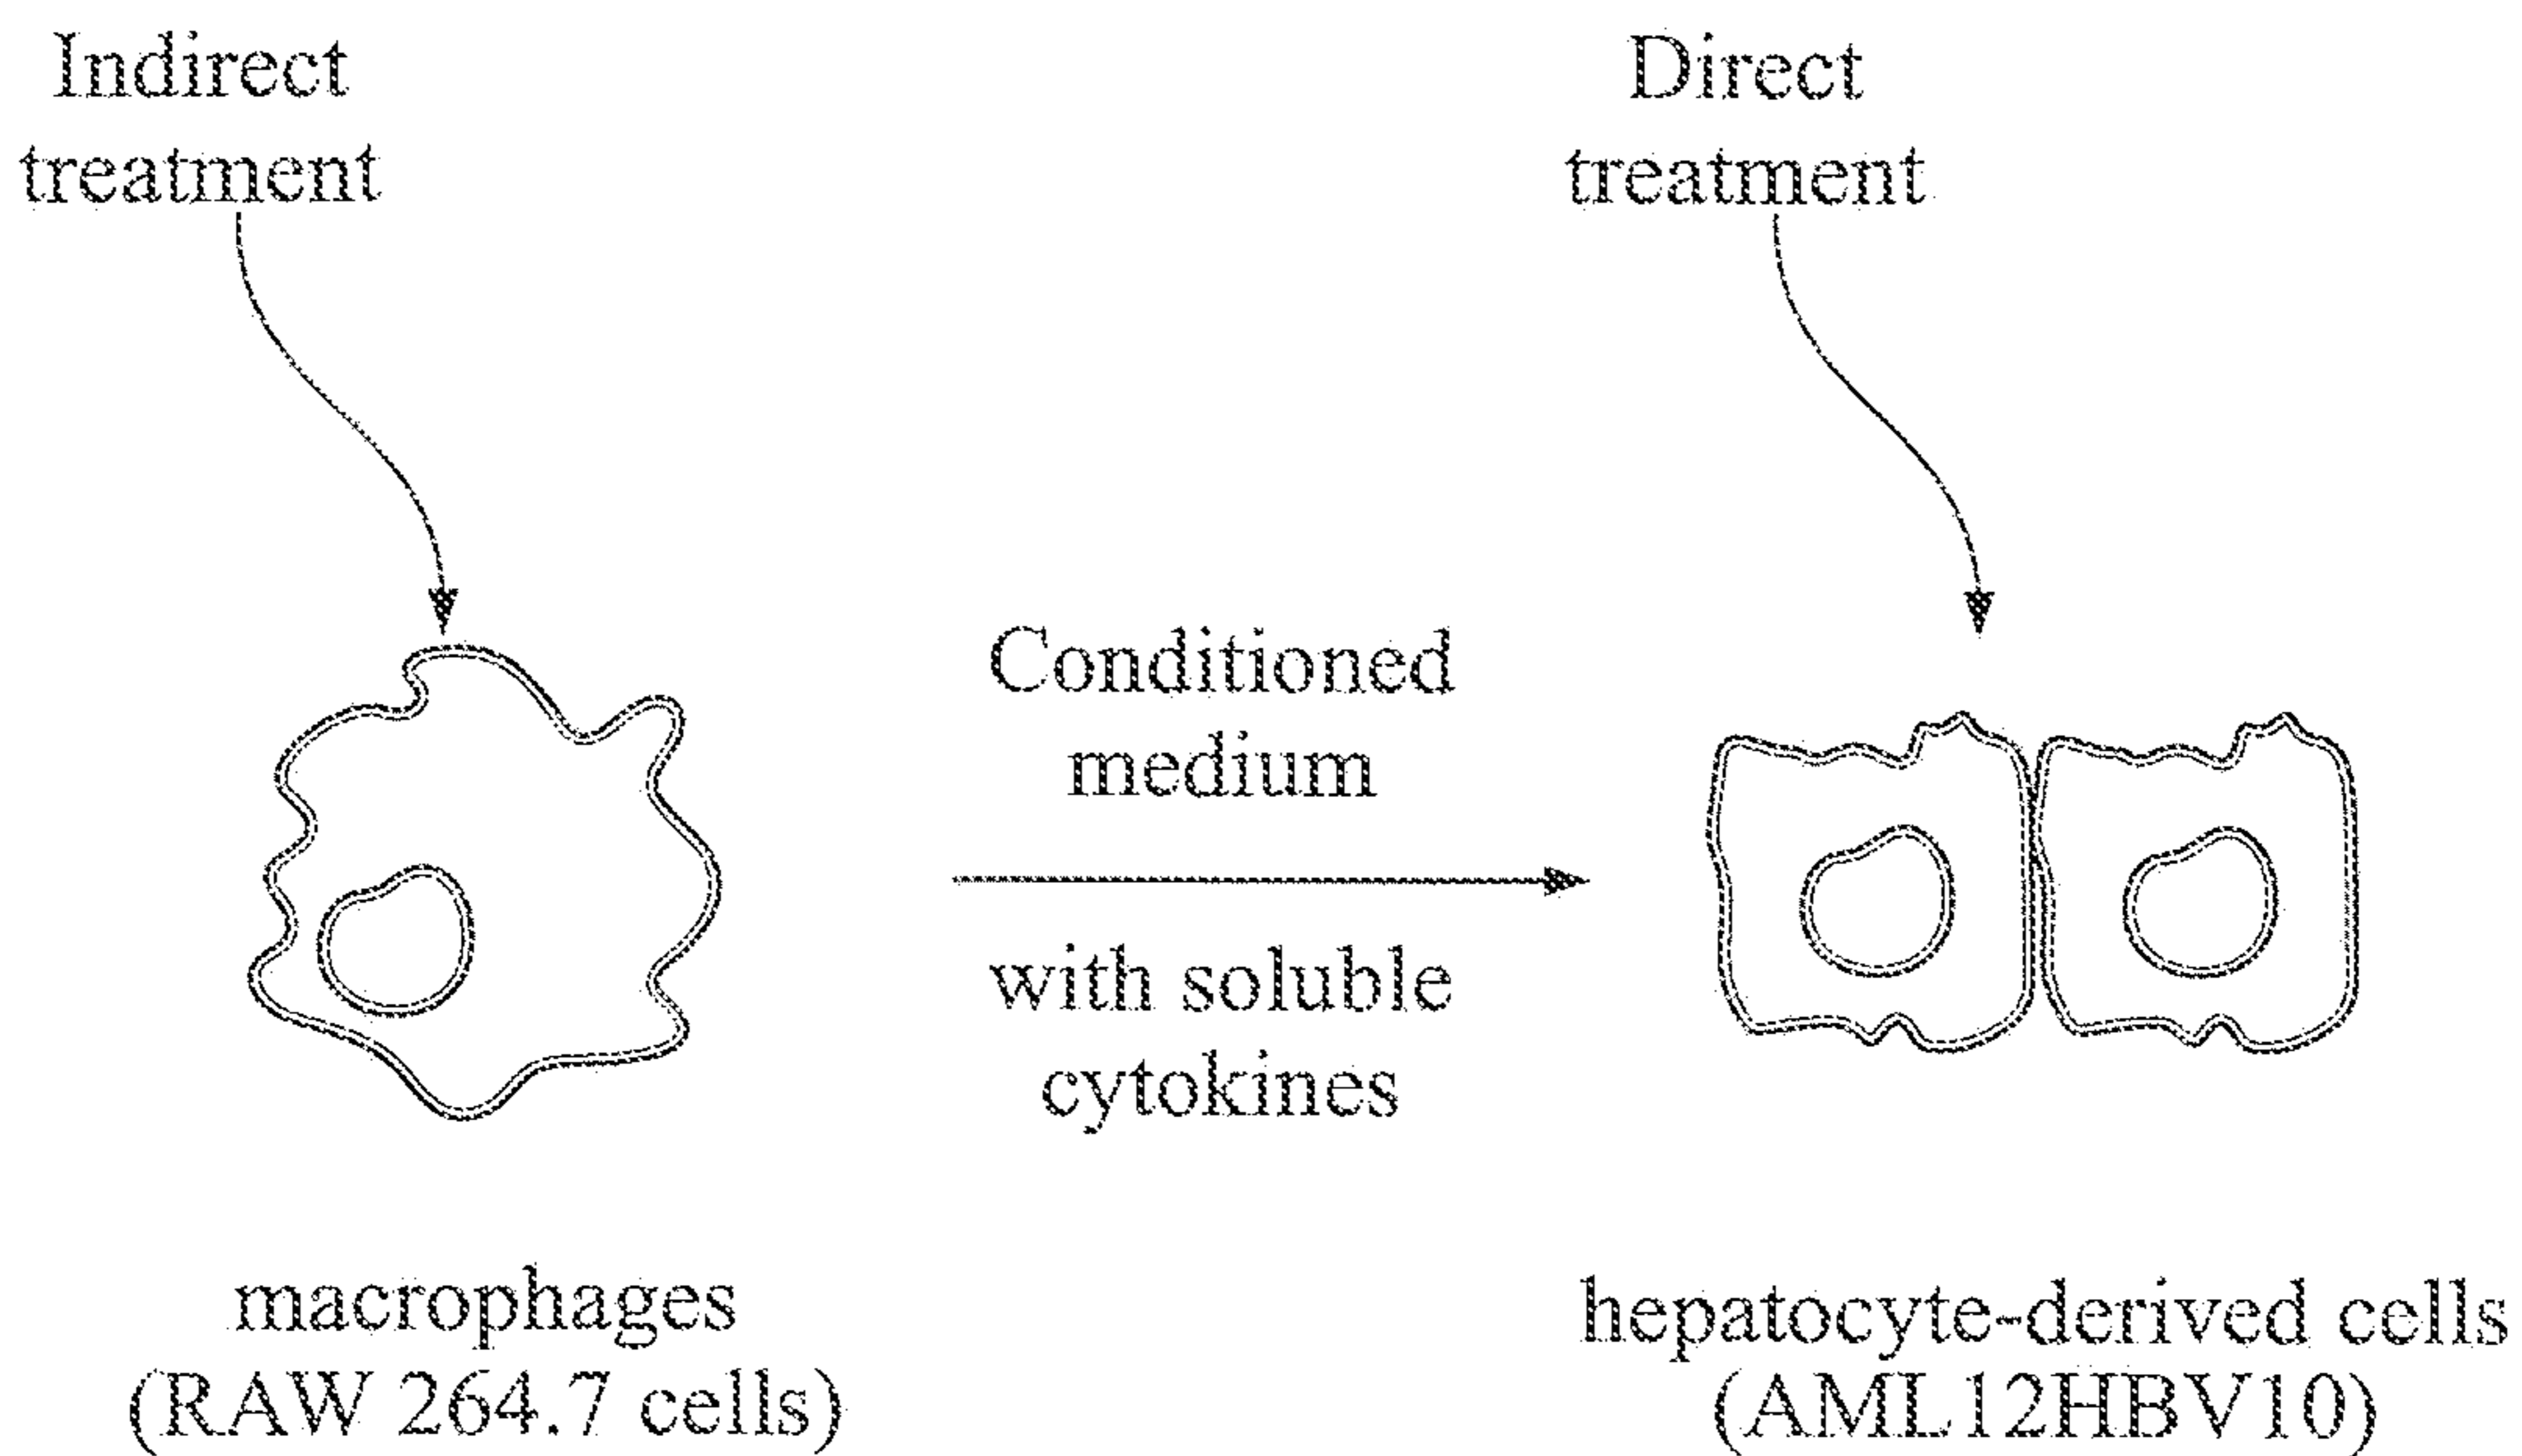 Indirect
treatment
Direct
treatment
Conditioned
medium
with soluble
cytokines
macrophages
(RAW 264.7 cells)
hepatocyte-derived cells
(AML12HBV10)